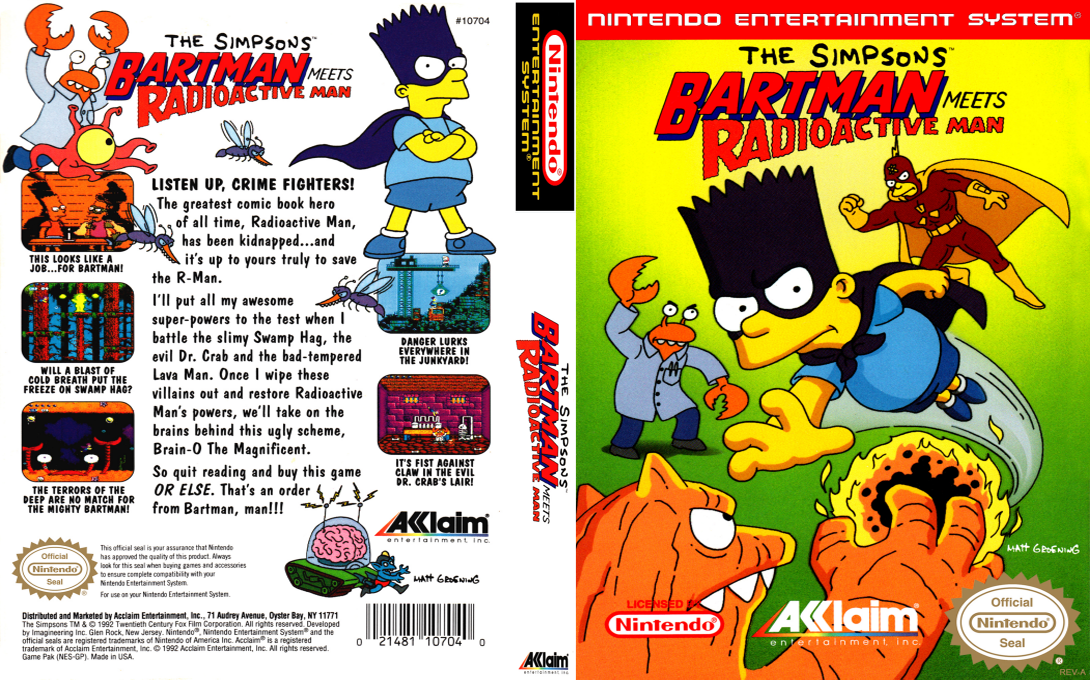 #10704
THE SIMPSONS™
BARTMAN MEETS
RADIOACTIVE MAN
LISTEN UP, CRIME FIGHTERS!
The greatest comic book hero
of all time, Radioactive Man,
has been kidnapped...and
it's up to yours truly to save
the R-Man.
I'll put all my awesome
super-powers to the test when I
battle the slimy Swamp Hag, the
evil Dr. Crab and the bad-tempered
Lava Man. Once I wipe these
villains out and restore Radioactive
Man's powers, we'll take on the
brains behind this ugly scheme,
Brain-O The Magnificent.
So quit reading and buy this game
OR ELSE. That's an order
from Bartman, man!!!
THIS LOOKS LIKE A
JOB...FOR BARTMAN!
WILL A BLAST OF
COLD BREATH PUT THE
FREEZE ON SWAMP HAG?
THE TERRORS OF THE
DEEP ARE NO MATCH FOR
THE MIGHTY BARTMAN!
DANGER LURKS
EVERYWHERE IN
THE JUNKYARD!
IT'S FIST AGAINST
CLAW IN THE EVIL
DR. CRAB'S LAIR!
AKKlaim®
entertainment, inc.
MATT GROENING
Official
Nintendo
Seal
This official seal is your assurance that Nintendo
has approved the quality of this product. Always
look for this seal when buying games and accessories
to ensure complete compatibility with your
Nintendo Entertainment System.
For use on your Nintendo Entertainment System.
Distributed and Marketed by Acclaim Entertainment, Inc., 71 Audrey Avenue, Oyster Bay, NY 11771
The Simpsons TM & © 1992 Twentieth Century Fox Film Corporation. All rights reserved. Developed
by Imagineering Inc. Glen Rock, New Jersey. Nintendo®, Nintendo Entertainment System® and the
official seals are registered trademarks of Nintendo of America Inc. Acclaim® is a registered
trademark of Acclaim Entertainment, Inc. © 1992 Acclaim Entertainment, Inc. All rights reserved.
Game Pak (NES-GP). Made in USA.
0 21481 10704 0
Nintendo®
ENTERTAINMENT
SYSTEM®
THE SIMPSONS™
BARTMAN MEETS
RADIOACTIVE MAN
AKKlaim®
entertainment, inc.
NINTENDO ENTERTAINMENT SYSTEM®
THE SIMPSONS™
BARTMAN MEETS
RADIOACTIVE MAN
MATT GROENING
LICENSED BY
Nintendo®
AKKlaim®
entertainment, inc.
Official
Nintendo
Seal
®
REV-A